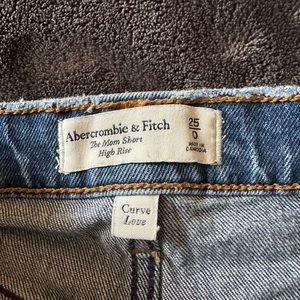 Abercrombie & Fitch
The Mom Short
High Rise
25
0
MADE IN
CAMBODIA
Curve
Love